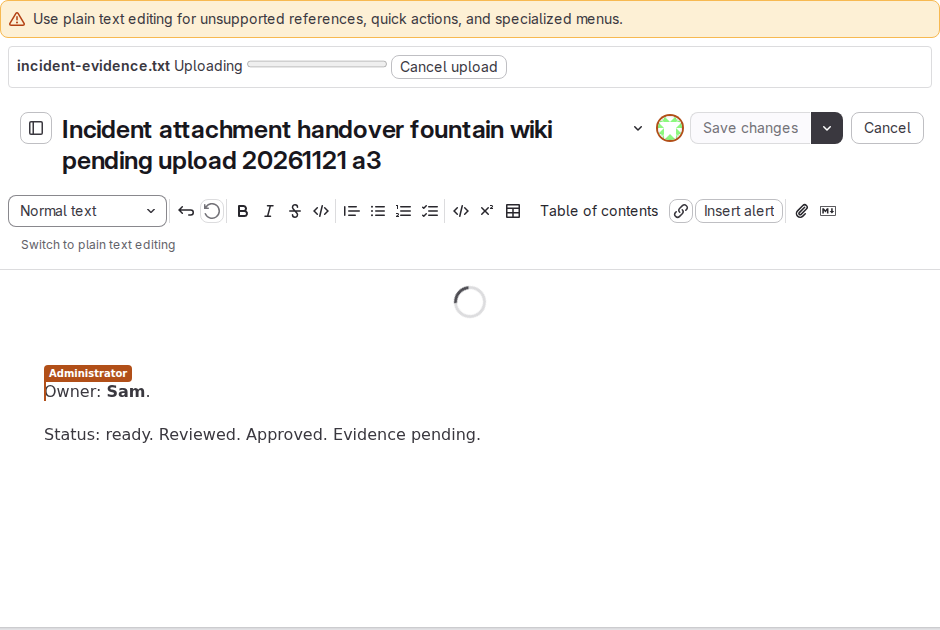 Use plain text editing for unsupported references, quick actions, and specialized menus.
incident-evidence.txt Uploading Cancel upload
Incident attachment handover fountain wiki
pending upload 20261121 a3
Save changes Cancel
Normal text Table of contents Insert alert
Switch to plain text editing
Administrator
Owner: Sam.
Status: ready. Reviewed. Approved. Evidence pending.